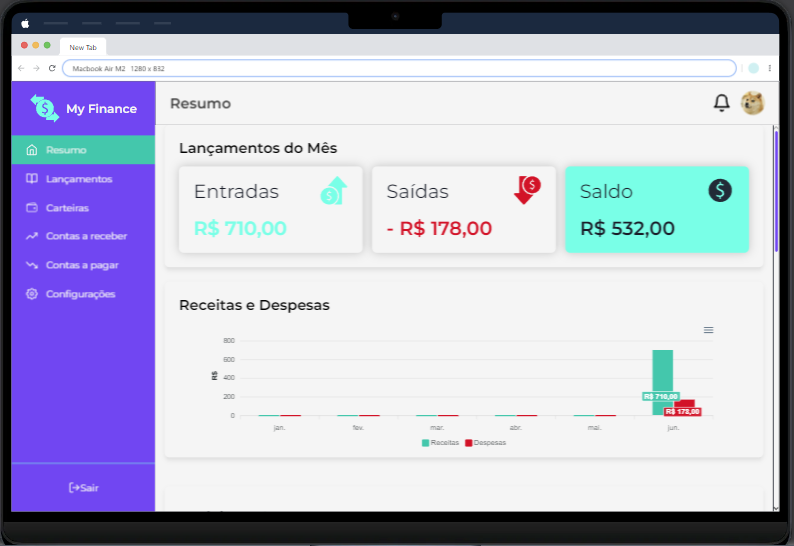 New Tab
Macbook Air M2 1280 x 832
My Finance
Resumo
Resumo
Lançamentos
Carteiras
Contas a receber
Contas a pagar
Configurações
Sair
Lançamentos do Mês
Entradas
R$ 710,00
Saídas
- R$ 178,00
Saldo
R$ 532,00
Receitas e Despesas
R$
800
600
400
200
0
R$ 710,00
R$ 178,00
jan. fev. mar. abr. mai. jun.
Receitas Despesas